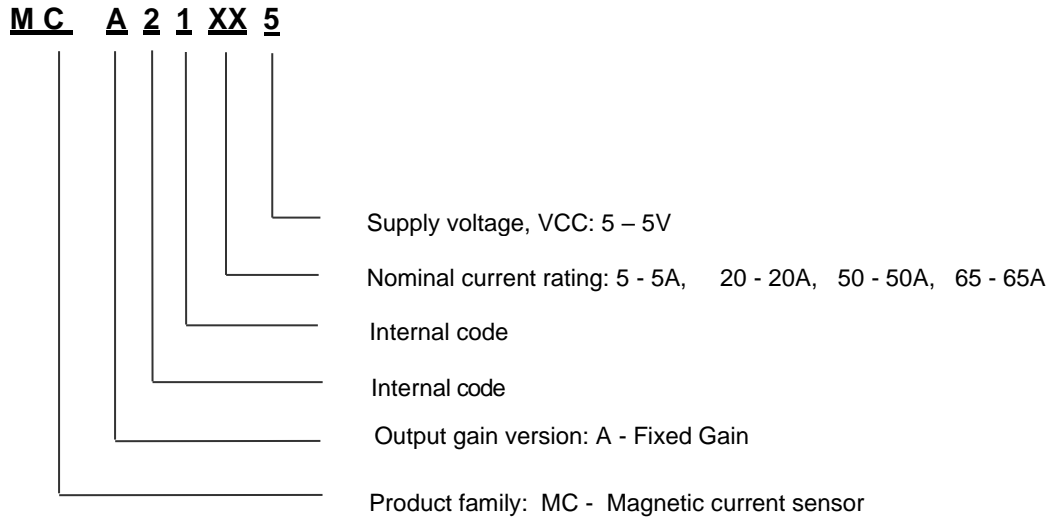 MC A 2 1 XX 5
Supply voltage, VCC: 5 – 5V
Nominal current rating: 5 - 5A, 20 - 20A, 50 - 50A, 65 - 65A
Internal code
Internal code
Output gain version: A - Fixed Gain
Product family: MC - Magnetic current sensor